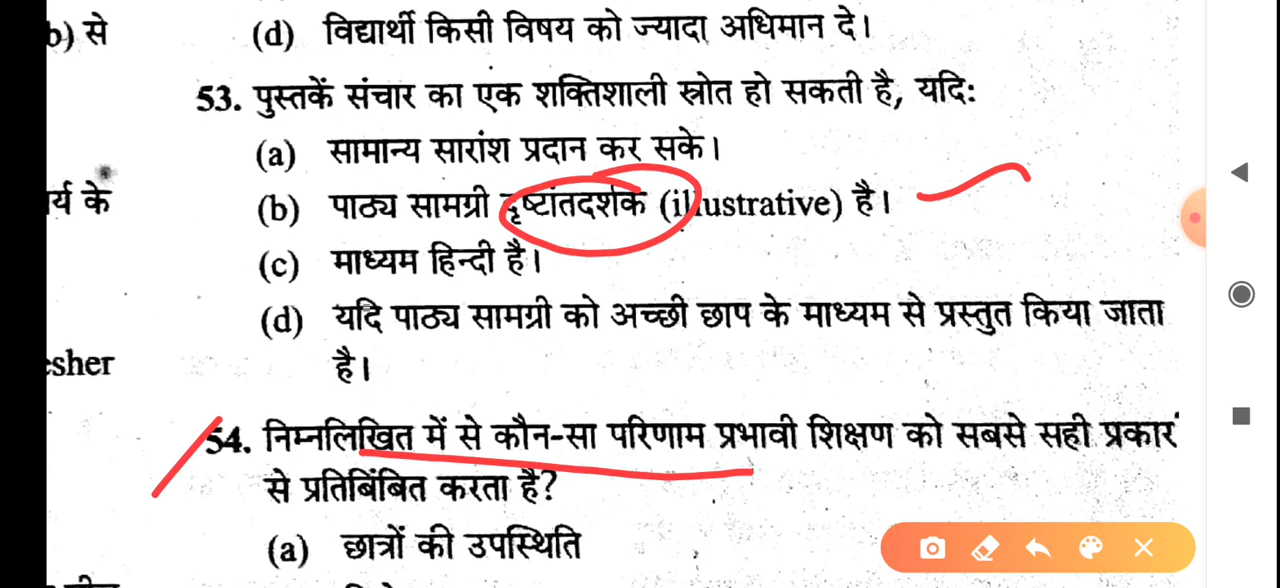 b) से
(d) विद्यार्थी किसी विषय को ज्यादा अधिमान दे।
53. पुस्तकें संचार का एक शक्तिशाली स्रोत हो सकती है, यदि:
(a) सामान्य सारांश प्रदान कर सके।
र्य के
(b) पाठ्य सामग्री दृष्टांतदर्शक (illustrative) है।
(c) माध्यम हिन्दी है।
(d) यदि पाठ्य सामग्री को अच्छी छाप के माध्यम से प्रस्तुत किया जाता
esher
है।
54. निम्नलिखित में से कौन-सा परिणाम प्रभावी शिक्षण को सबसे सही प्रकार
से प्रतिबिंबित करता है?
(a) छात्रों की उपस्थिति